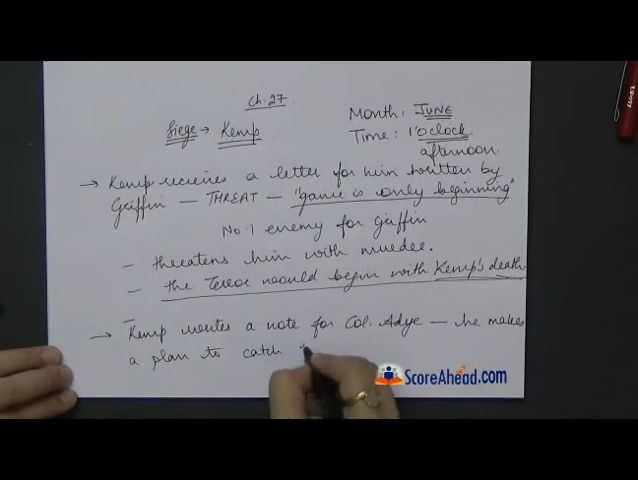 Ch. 27
Siege → Kemp
Month: JUNE
Time: 1'oclock
afternoon.
→ Kemp recieves a letter for him written by
Griffin — THREAT — "game is only beginning"
No.1 enemy for Griffin
– threatens him with murder.
– the Terror would begin with Kemp's death.
→ Kemp writes a note for Col. Adye — he makes
a plan to catch
ScoreAhead.com